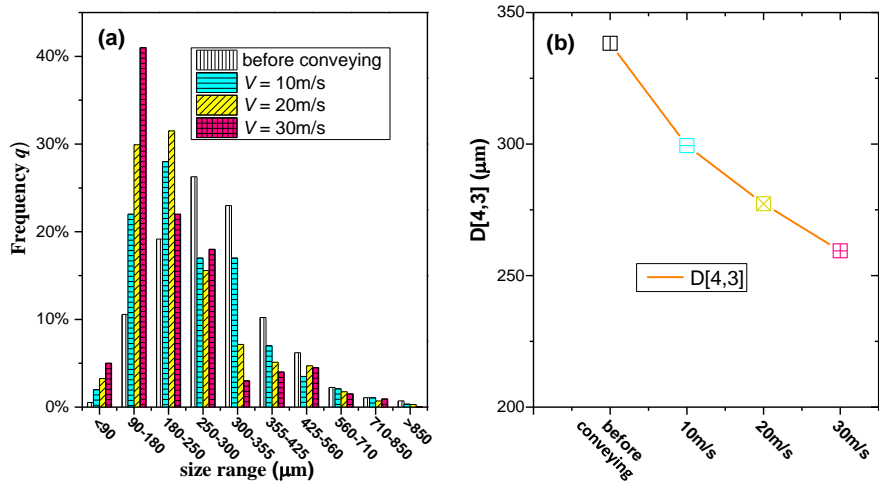 (a)
before conveying
V = 10m/s
V = 20m/s
V = 30m/s
40%
30%
20%
10%
0%
Frequency q)
<90
90-180
180-250
250-300
300-355
355-425
425-560
560-710
710-850
>850
size range (μm)
(b)
350
300
250
200
D[4,3] (μm)
D[4,3]
before
conveying
10m/s
20m/s
30m/s